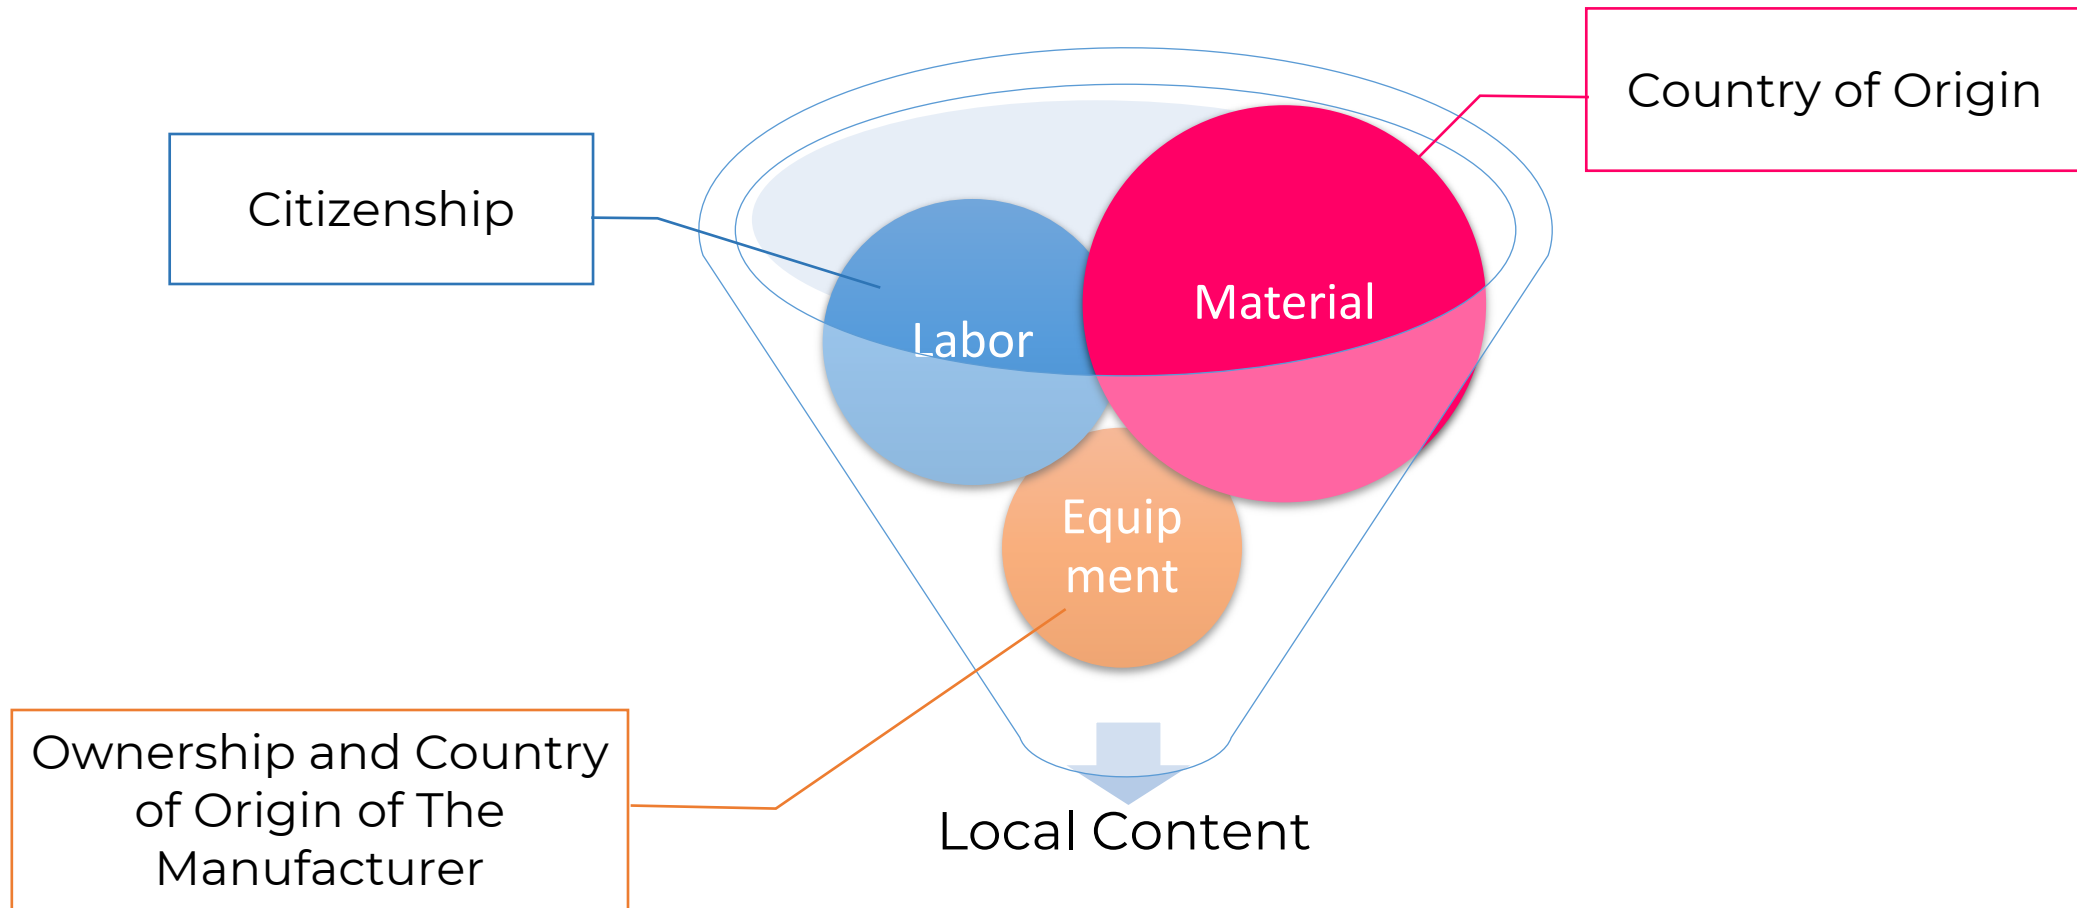 Country of Origin
Citizenship
Material
Labor
Equip
ment
Ownership and Country
of Origin of The
Manufacturer
Local Content